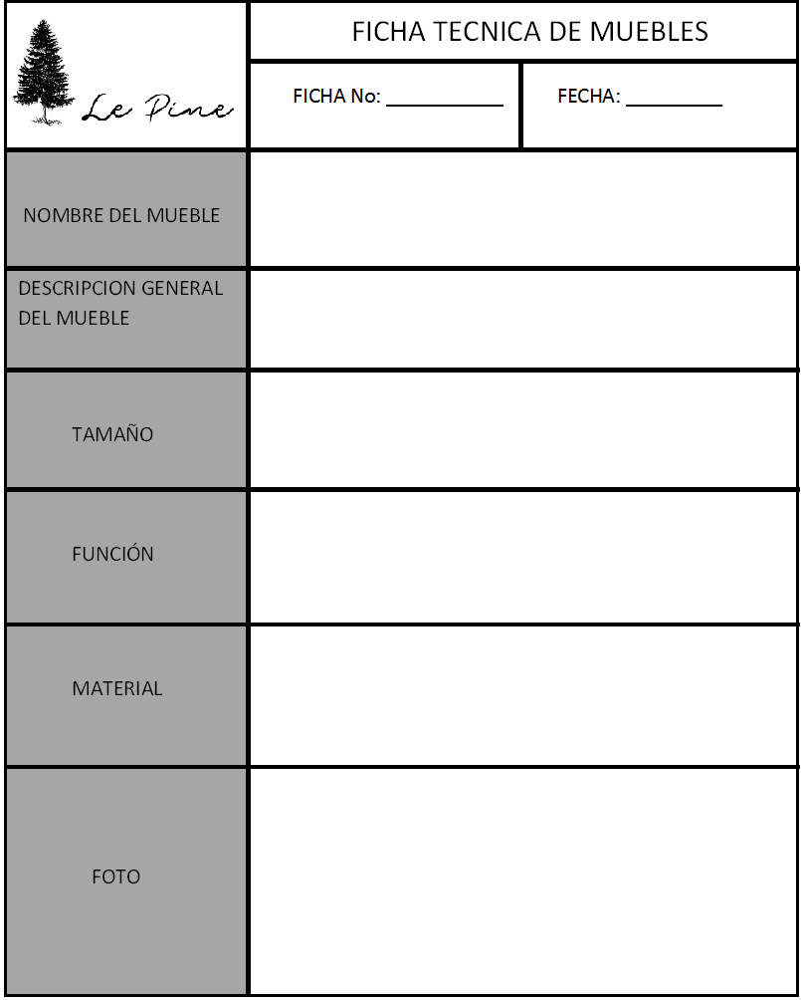 Le Pine
FICHA TECNICA DE MUEBLES
FICHA No: ___________
FECHA: _________
NOMBRE DEL MUEBLE
DESCRIPCION GENERAL
DEL MUEBLE
TAMAÑO
FUNCIÓN
MATERIAL
FOTO